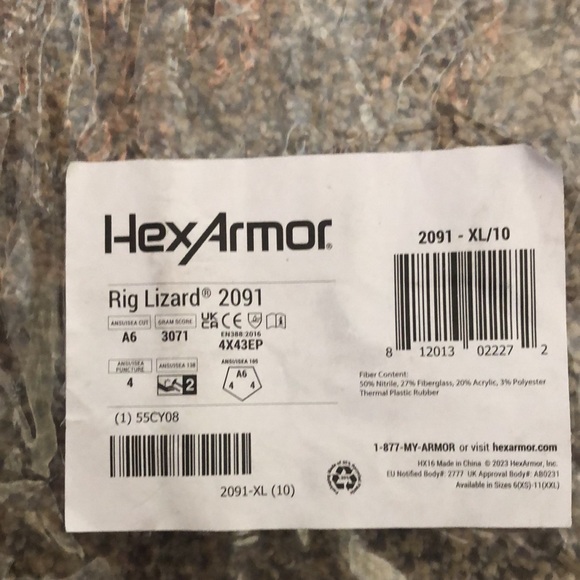 HexArmor®
Rig Lizard® 2091
ANSI/ISEA CUT GRAM SCORE UK CA CE
A6 3071 EN388:2016
4X43EP
ANSI/ISEA PUNCTURE ANSI/ISEA 138 ANSI/ISEA 105
4 2 A6 4 4
(1) 55CY08
2091-XL (10)
2091 - XL/10
8 12013 02227 2
Fiber Content:
50% Nitrile, 27% Fiberglass, 20% Acrylic, 3% Polyester
Thermal Plastic Rubber
1-877-MY-ARMOR or visit hexarmor.com
HX16 Made in China © 2023 HexArmor, Inc.
EU Notified Body#: 2777 UK Approval Body#: AB0231
Available in Sizes 6(XS)-11(XXL)